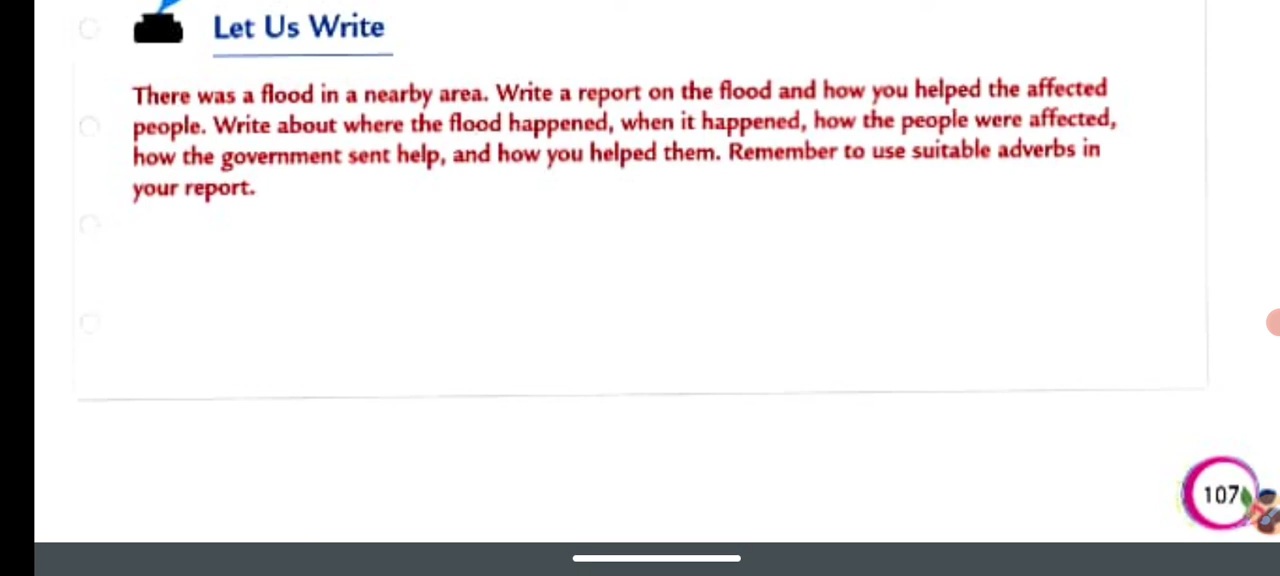 Let Us Write
There was a flood in a nearby area. Write a report on the flood and how you helped the affected
people. Write about where the flood happened, when it happened, how the people were affected,
how the government sent help, and how you helped them. Remember to use suitable adverbs in
your report.
107